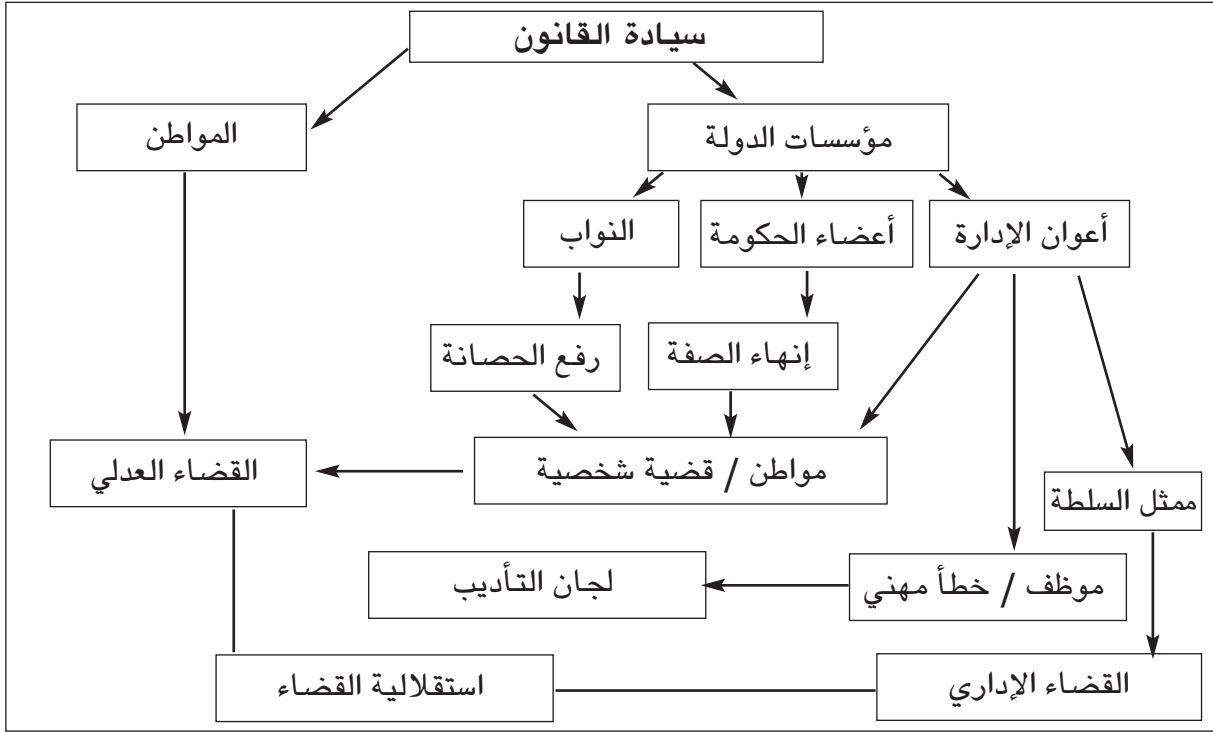 سيادة القانون
المواطن
مؤسسات الدولة
أعوان الإدارة
أعضاء الحكومة
النواب
إنهاء الصفة
رفع الحصانة
مواطن / قضية شخصية
القضاء العدلي
ممثل السلطة
موظف / خطأ مهني
لجان التأديب
القضاء الإداري
استقلالية القضاء